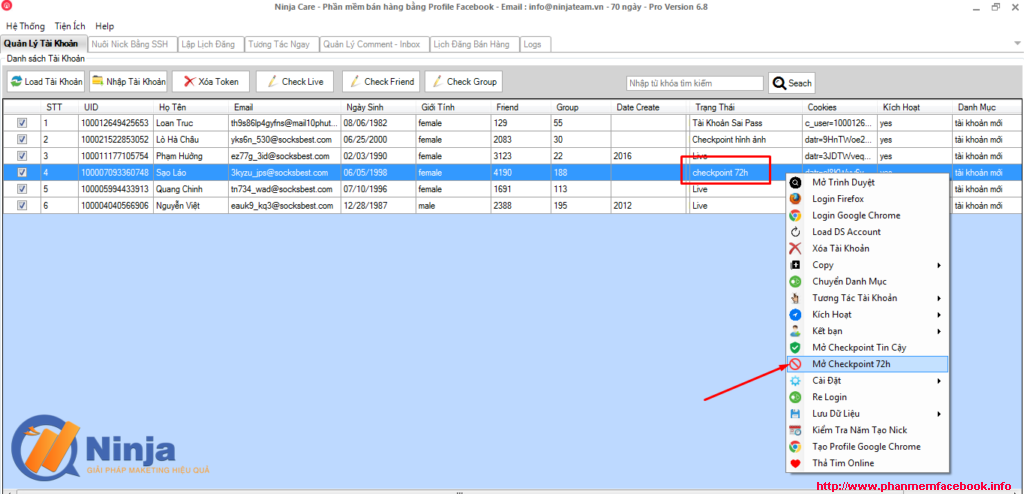 Ninja Care - Phần mềm bán hàng bằng Profile Facebook - Email : info@ninjateam.vn - 70 ngày - Pro Version 6.8
Hệ Thống Tiện Ích Help
Quản Lý Tài Khoản Nuôi Nick Bằng SSH Lập Lịch Đăng Tương Tác Ngay Quản Lý Comment - Inbox Lịch Đăng Bán Hàng Logs
Danh sách Tài Khoản
Load Tài Khoản Nhập Tài Khoản Xóa Token Check Live Check Friend Check Group Nhập từ khóa tìm kiếm Seach
STT UID Họ Tên Email Ngày Sinh Giới Tính Friend Group Date Create Trạng Thái Cookies Kích Hoạt Danh Mục
1 100012649425653 Loan Truc th9s86lp4gyfns@mail10phut... 08/06/1982 female 129 55 Tài Khoản Sai Pass c_user=1000126... yes tài khoản mới
2 100021522853052 Lò Hà Châu yks6n_530@socksbest.com 06/25/2000 female 2083 30 Checkpoint hình ảnh datr=9HnTWoe2... yes tài khoản mới
3 100011177105754 Phạm Hưởng ez77g_3id@socksbest.com 02/03/1990 female 3123 22 2016 Live datr=3JDTWveq... yes tài khoản mới
4 100007093360748 Sao Láo 3kyzu_jps@socksbest.com 06/05/1998 female 4190 188 checkpoint 72h tài khoản mới
5 100005994433913 Quang Chinh tn734_wad@socksbest.com 07/10/1996 female 1691 113 Live tài khoản mới
6 100004040566906 Nguyễn Việt eauk9_kq3@socksbest.com 12/28/1987 male 2388 195 2012 Live tài khoản mới
Mở Trình Duyệt
Login Firefox
Login Google Chrome
Load DS Account
Xóa Tài Khoản
Copy
Chuyển Danh Mục
Tương Tác Tài Khoản
Kích Hoạt
Kết bạn
Mở Checkpoint Tin Cậy
Mở Checkpoint 72h
Cài Đặt
Re Login
Lưu Dữ Liệu
Kiểm Tra Năm Tạo Nick
Tạo Profile Google Chrome
Thả Tim Online
Ninja
GIẢI PHÁP MAKETING HIỆU QUẢ
http://www.phanmemfacebook.info